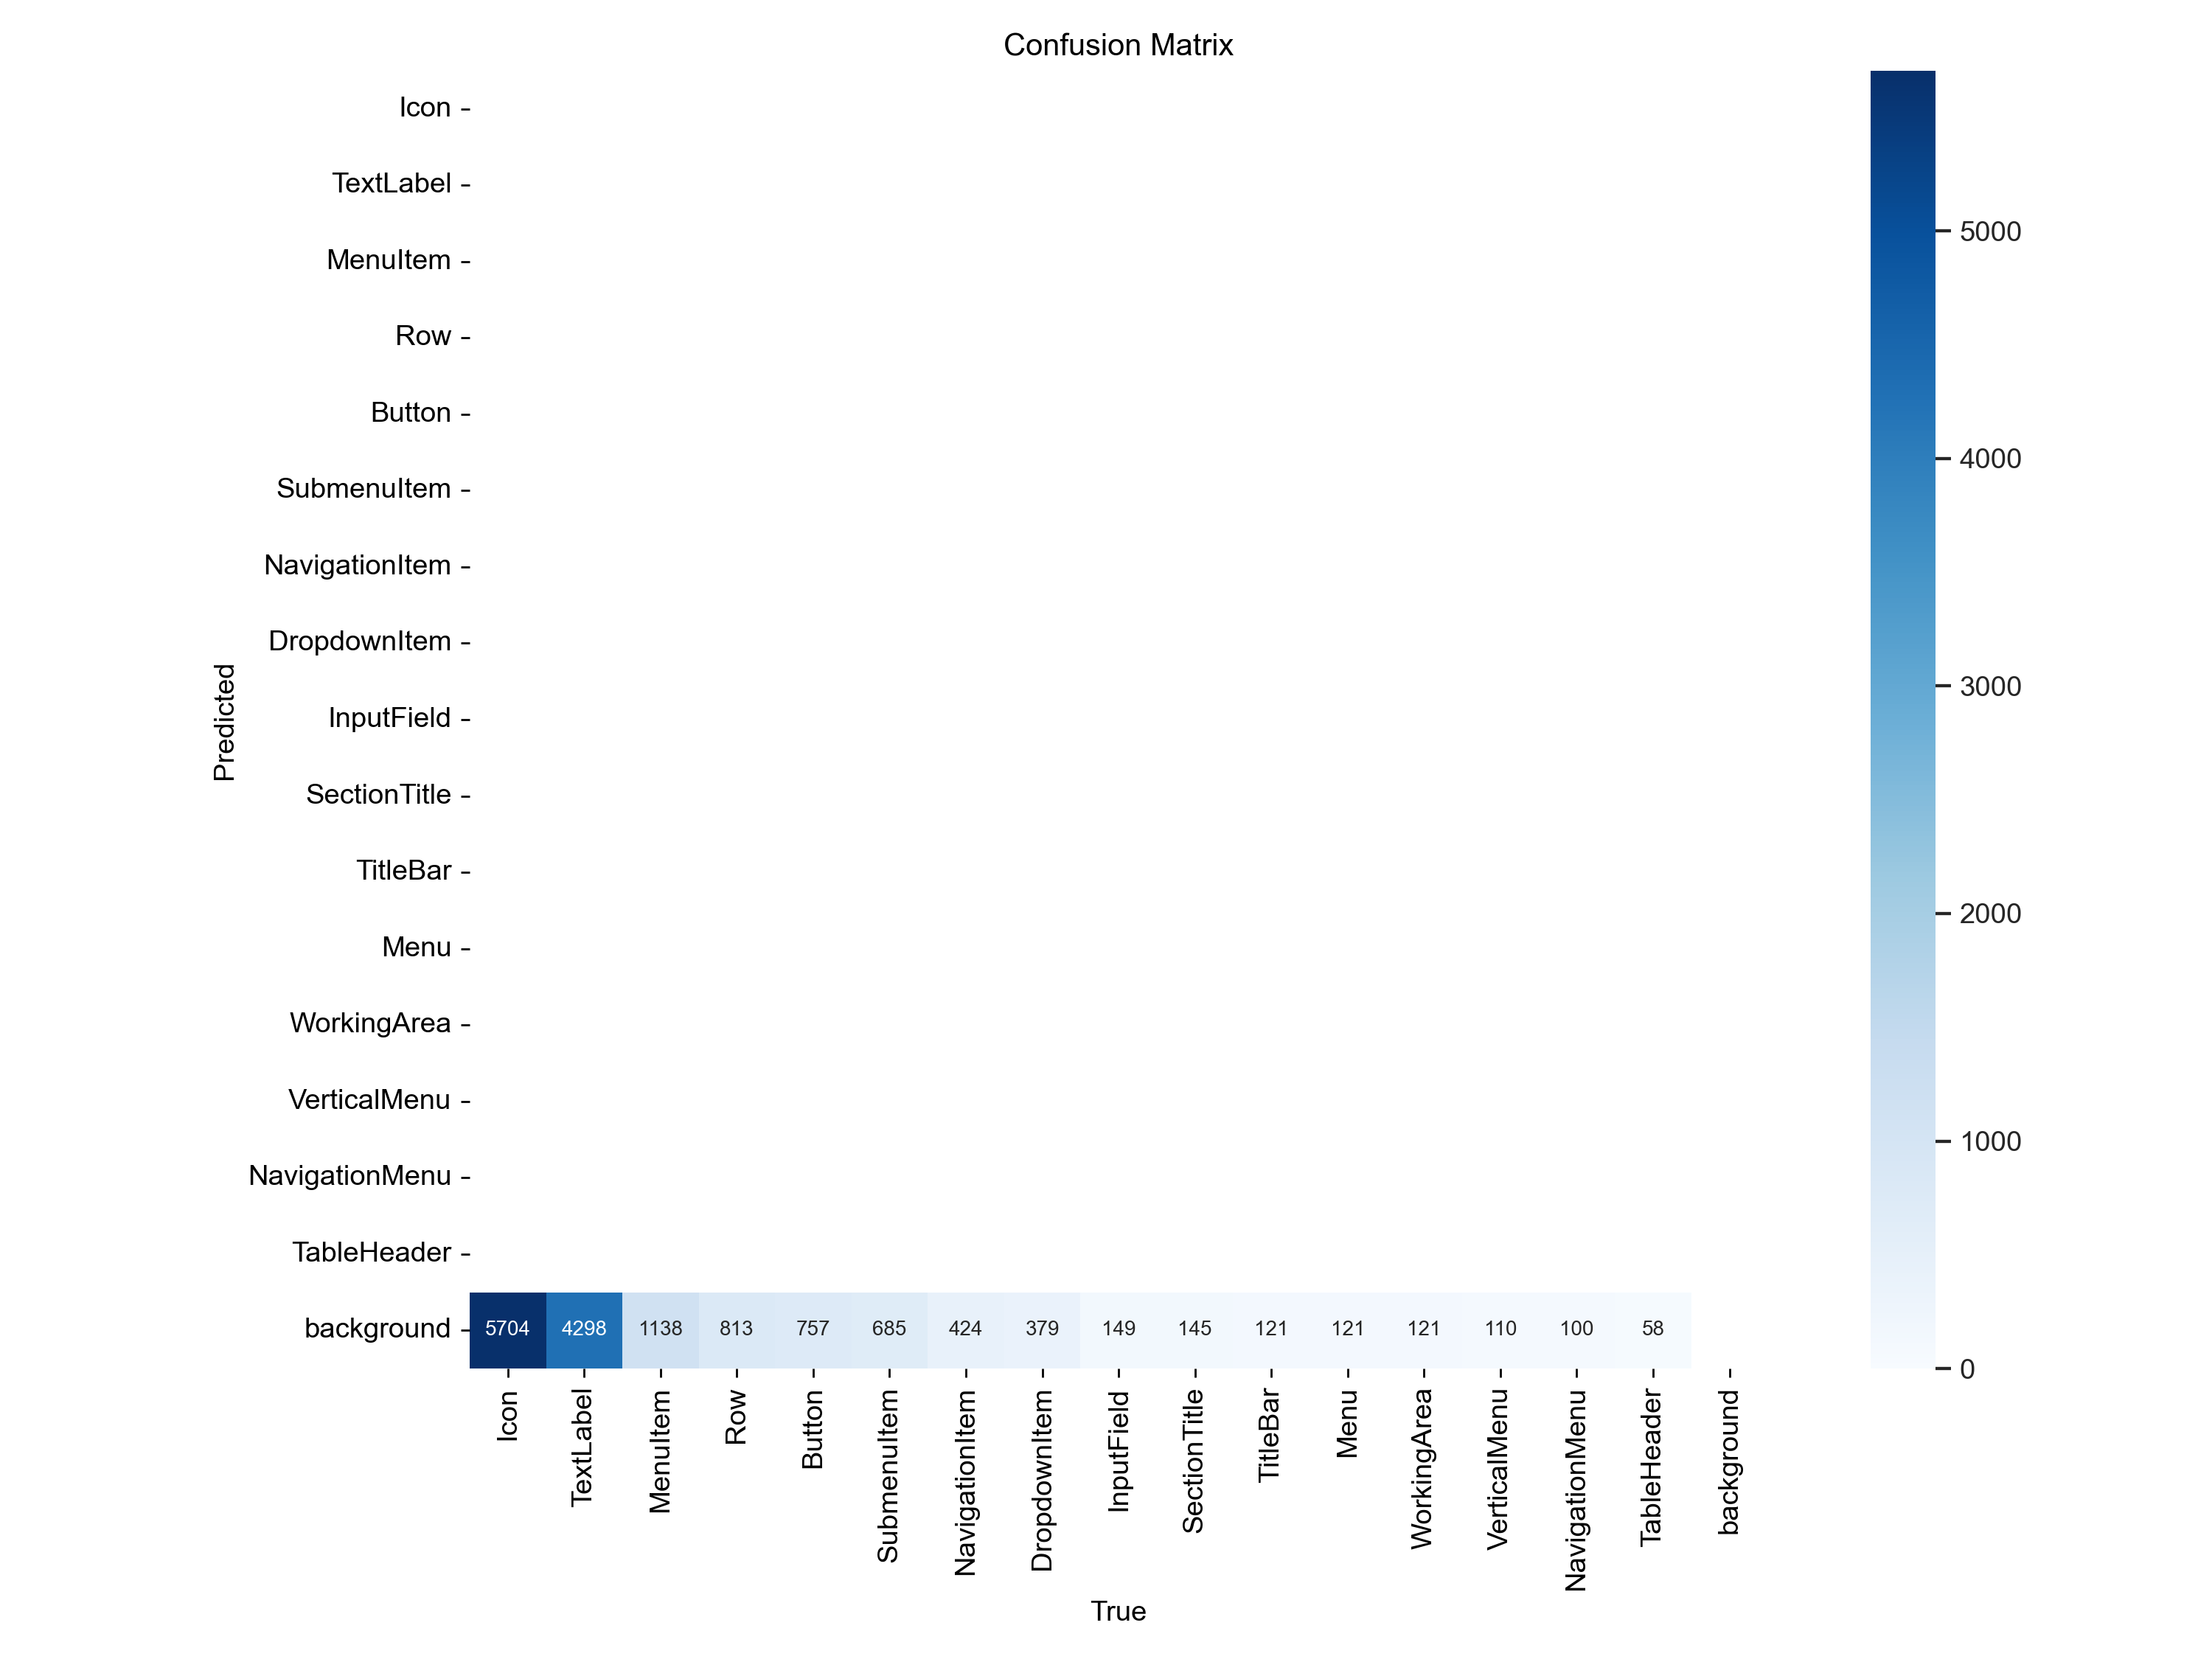 Confusion Matrix
Icon
TextLabel
MenuItem
Row
Button
SubmenuItem
NavigationItem
DropdownItem
InputField
SectionTitle
TitleBar
Menu
WorkingArea
VerticalMenu
NavigationMenu
TableHeader
background
Predicted
5704 4298 1138 813 757 685 424 379 149 145 121 121 121 110 100 58
Icon
TextLabel
MenuItem
Row
Button
SubmenuItem
NavigationItem
DropdownItem
InputField
SectionTitle
TitleBar
Menu
WorkingArea
VerticalMenu
NavigationMenu
TableHeader
background
True
5000
4000
3000
2000
1000
0